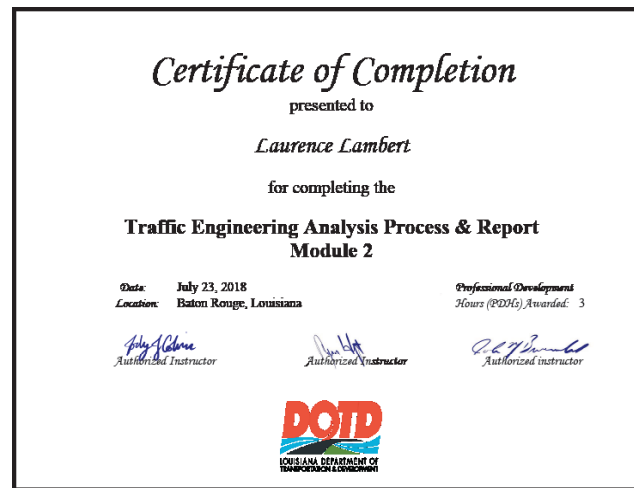 Certificate of Completion
presented to
Laurence Lambert
for completing the
Traffic Engineering Analysis Process & Report
Module 2
Date: July 23, 2018
Location: Baton Rouge, Louisiana
Professional Development
Hours (PDHs) Awarded: 3
Authorized Instructor
Authorized Instructor
Authorized instructor
DOTD
LOUISIANA DEPARTMENT OF
TRANSPORTATION & DEVELOPMENT